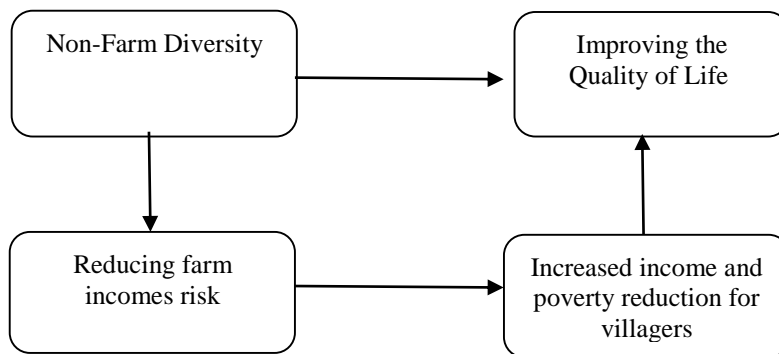 Non-Farm Diversity
Improving the
Quality of Life
Reducing farm
incomes risk
Increased income and
poverty reduction for
villagers